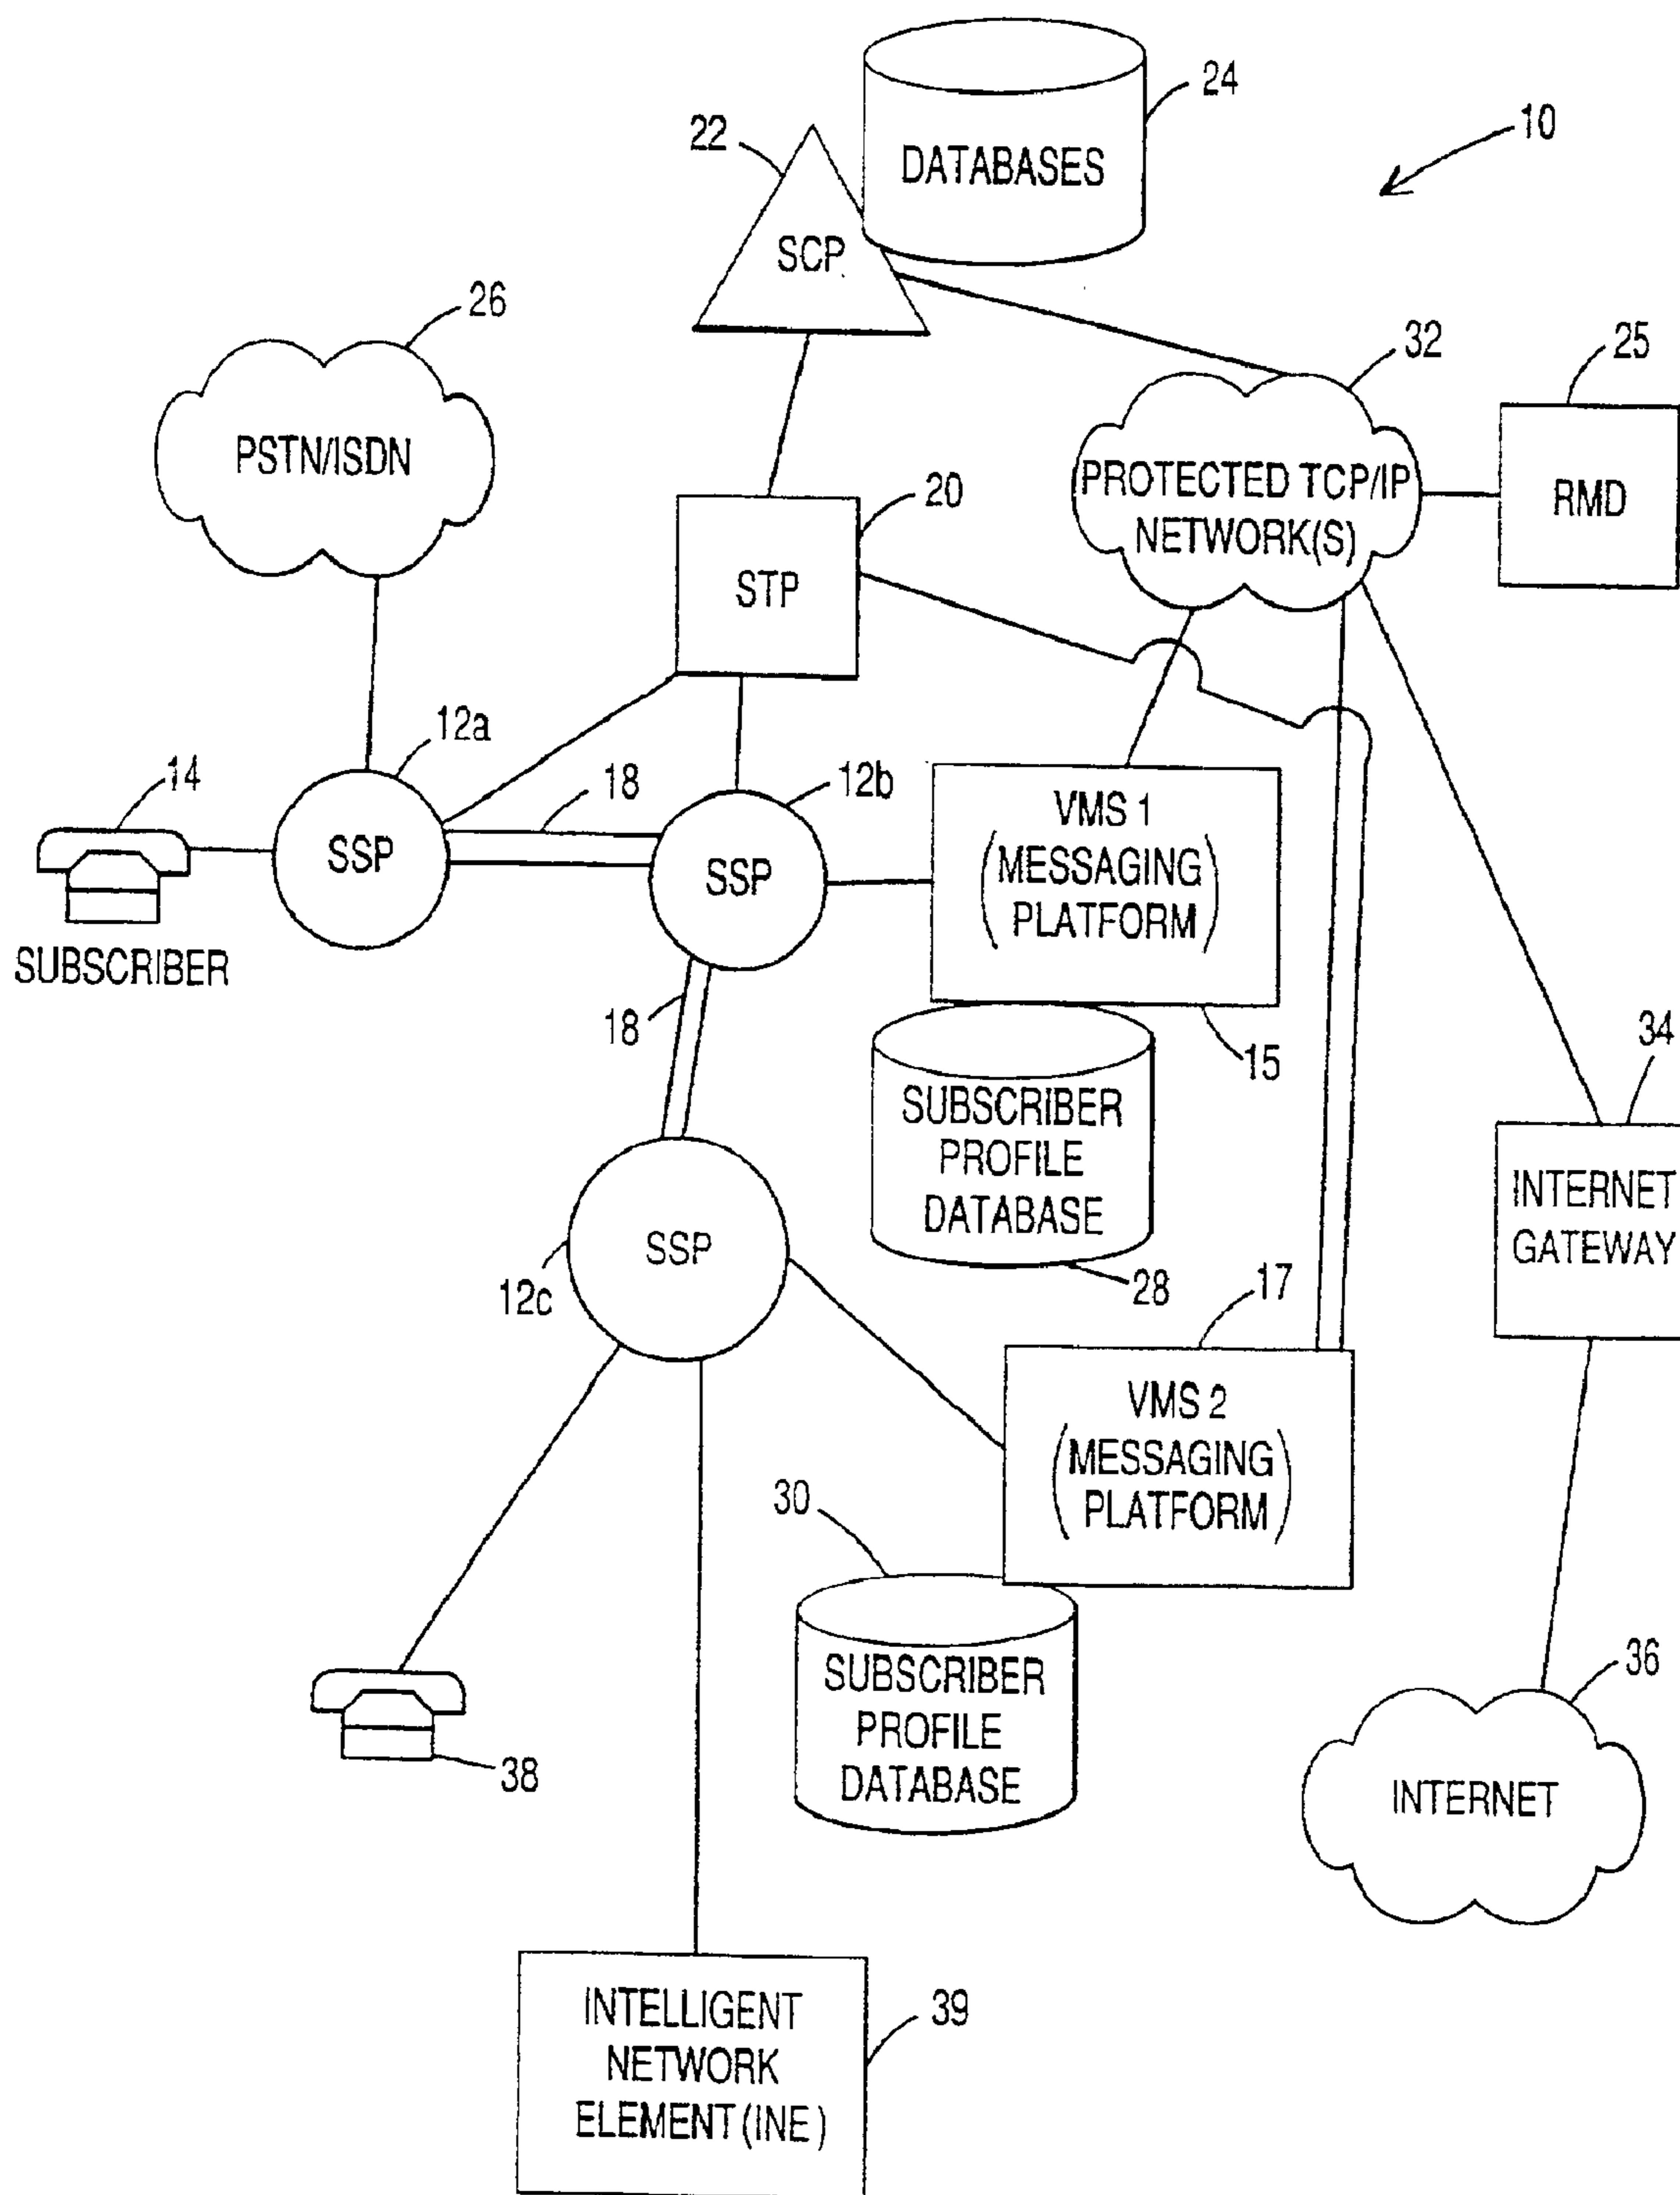 24
DATABASES
10
22
SCP
26
PSTN/ISDN
32
25
PROTECTED TCP/IP
NETWORK(S)
RMD
20
STP
12a
14
18
12b
SSP
SSP
VMS 1
(MESSAGING
PLATFORM)
SUBSCRIBER
18
15
34
SUBSCRIBER
PROFILE
DATABASE
INTERNET
GATEWAY
SSP
12c
28
17
VMS 2
(MESSAGING
PLATFORM)
30
SUBSCRIBER
PROFILE
DATABASE
36
38
INTERNET
INTELLIGENT
NETWORK
ELEMENT (INE)
39